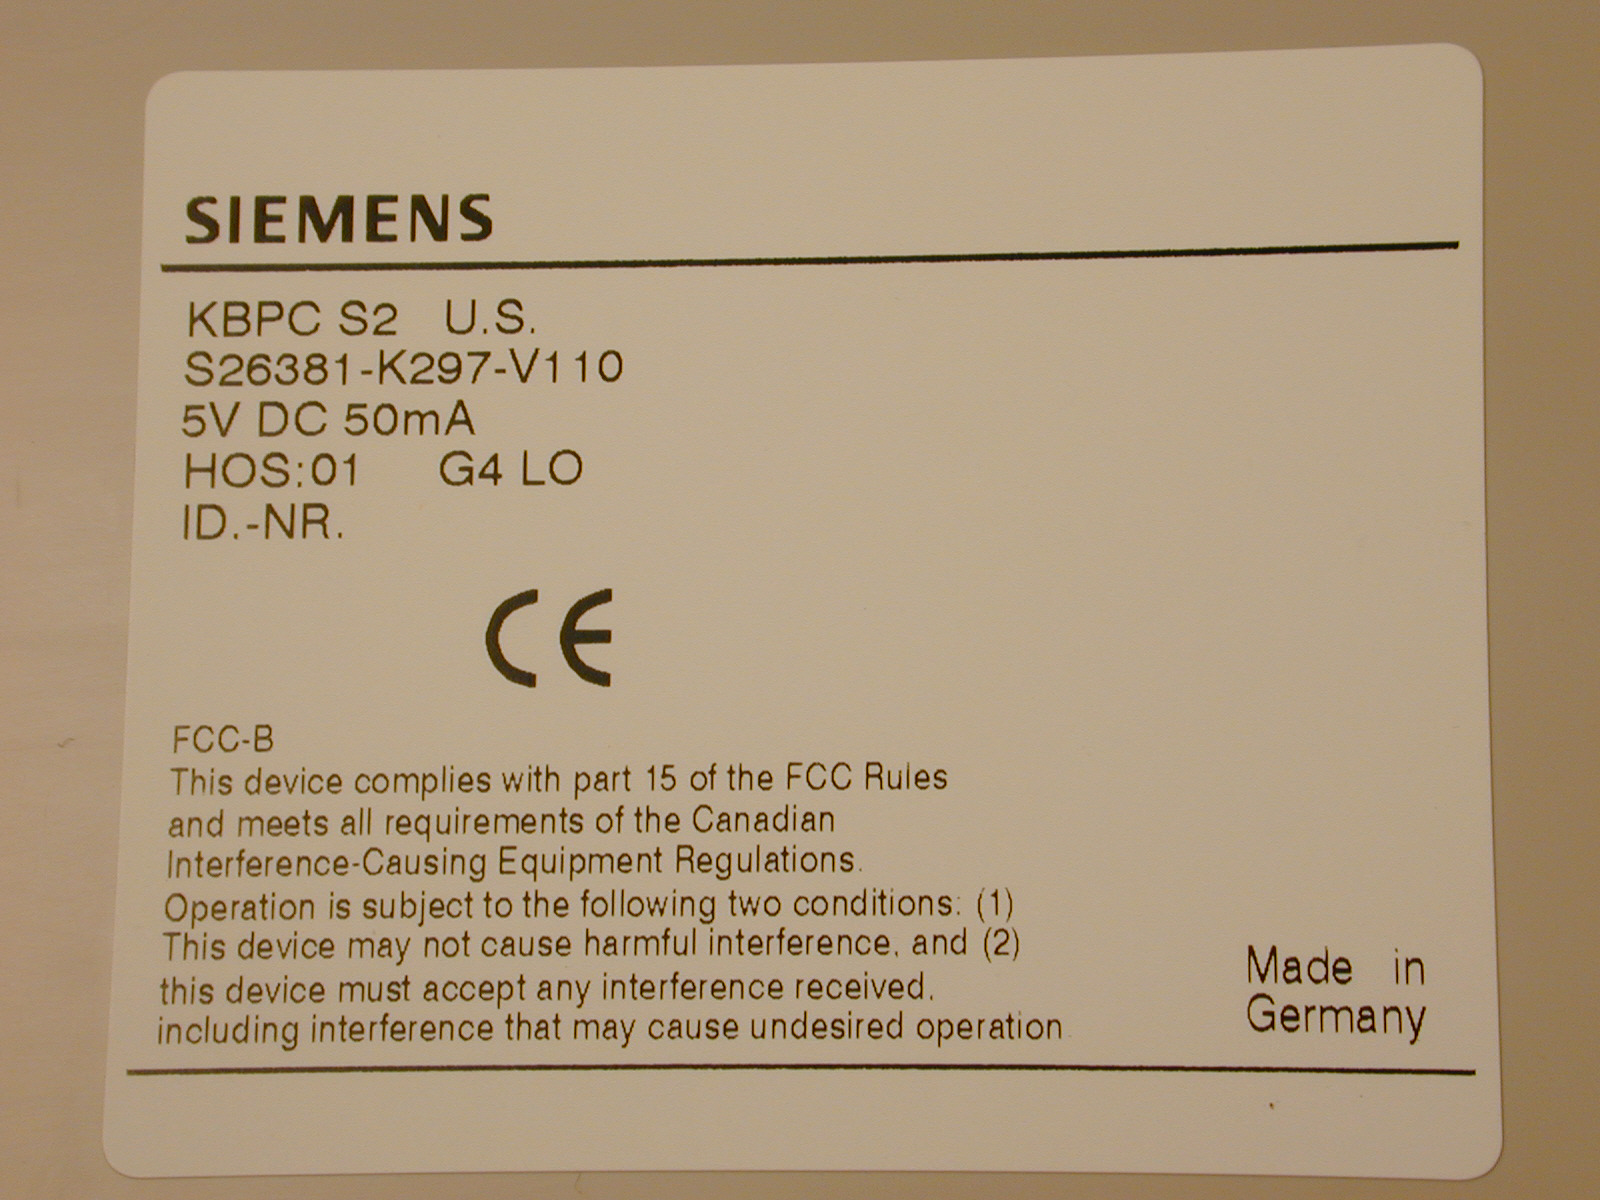 SIEMENS
KBPC S2 U.S.
S26381-K297-V110
5V DC 50mA
HOS:01 G4 LO
ID.-NR.
CE
FCC-B
This device complies with part 15 of the FCC Rules
and meets all requirements of the Canadian
Interference-Causing Equipment Regulations.
Operation is subject to the following two conditions: (1)
This device may not cause harmful interference, and (2)
this device must accept any interference received,
including interference that may cause undesired operation.
Made in
Germany